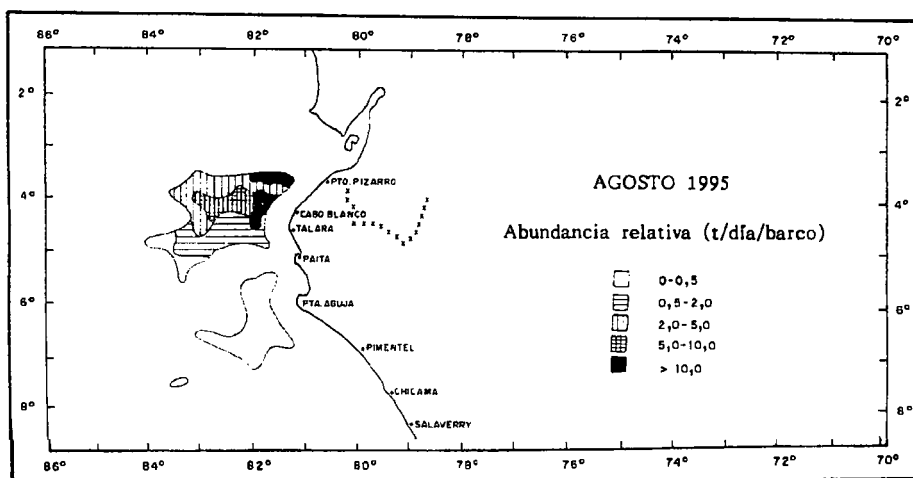 86° 84° 82° 80° 78° 76° 74° 72° 70°
2° 2°
PTO. PIZARRO
4° 4°
AGOSTO 1995
CABO BLANCO
TALARA
Abundancia relativa (t/día/barco)
PAITA
0-0,5
PTA. AGUJA
6° 6°
0,5-2,0
2,0-5,0
PIMENTEL
5,0-10,0
> 10,0
CHICAMA
8° 8°
SALAVERRY
86° 84° 82° 80° 78° 76° 74° 72° 70°